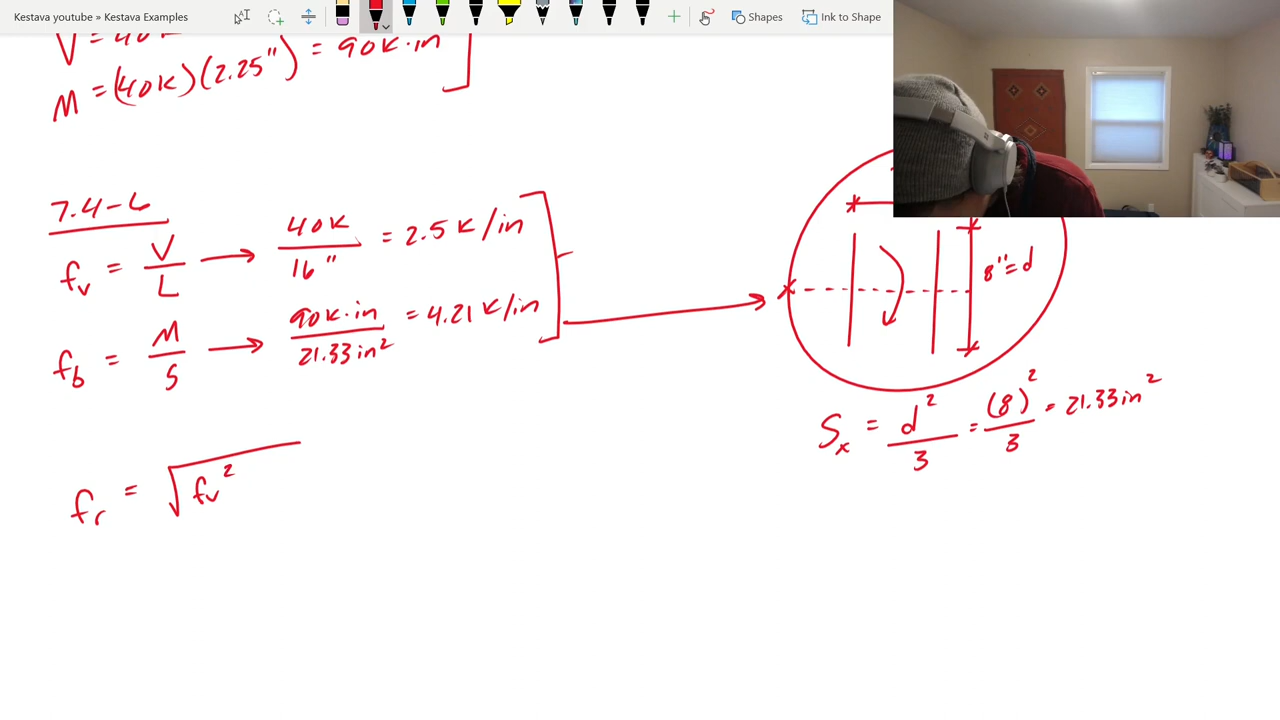 Kestava youtube » Kestava Examples
Shapes
Ink to Shape
M = (40K)(2.25") = 90K·in
7.4-6
fv = V/L → 40K/16" = 2.5 K/in
fb = M/S → 90K·in/21.33in² = 4.21 K/in
8"=d
Sx = d²/3 = (8)²/3 = 21.33in²
fr = √fv²